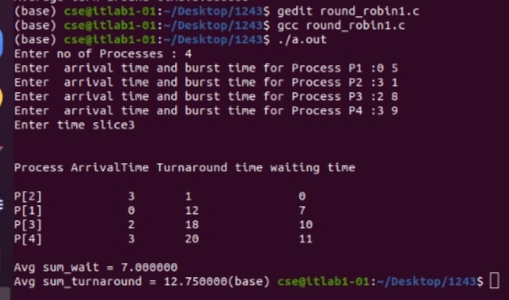 (base) cse@itlab1-01:~/Desktop/1243$ gedit round_robin1.c
(base) cse@itlab1-01:~/Desktop/1243$ gcc round_robin1.c
(base) cse@itlab1-01:~/Desktop/1243$ ./a.out
Enter no of Processes : 4
Enter  arrival time and burst time for Process P1 :0 5
Enter  arrival time and burst time for Process P2 :3 1
Enter  arrival time and burst time for Process P3 :2 8
Enter  arrival time and burst time for Process P4 :3 9
Enter time slice3
Process ArrivalTime Turnaround time waiting time
P[2] 3 1 0
P[1] 0 12 7
P[3] 2 18 10
P[4] 3 20 11
Avg sum_wait = 7.000000
Avg sum_turnaround = 12.750000(base) cse@itlab1-01:~/Desktop/1243$